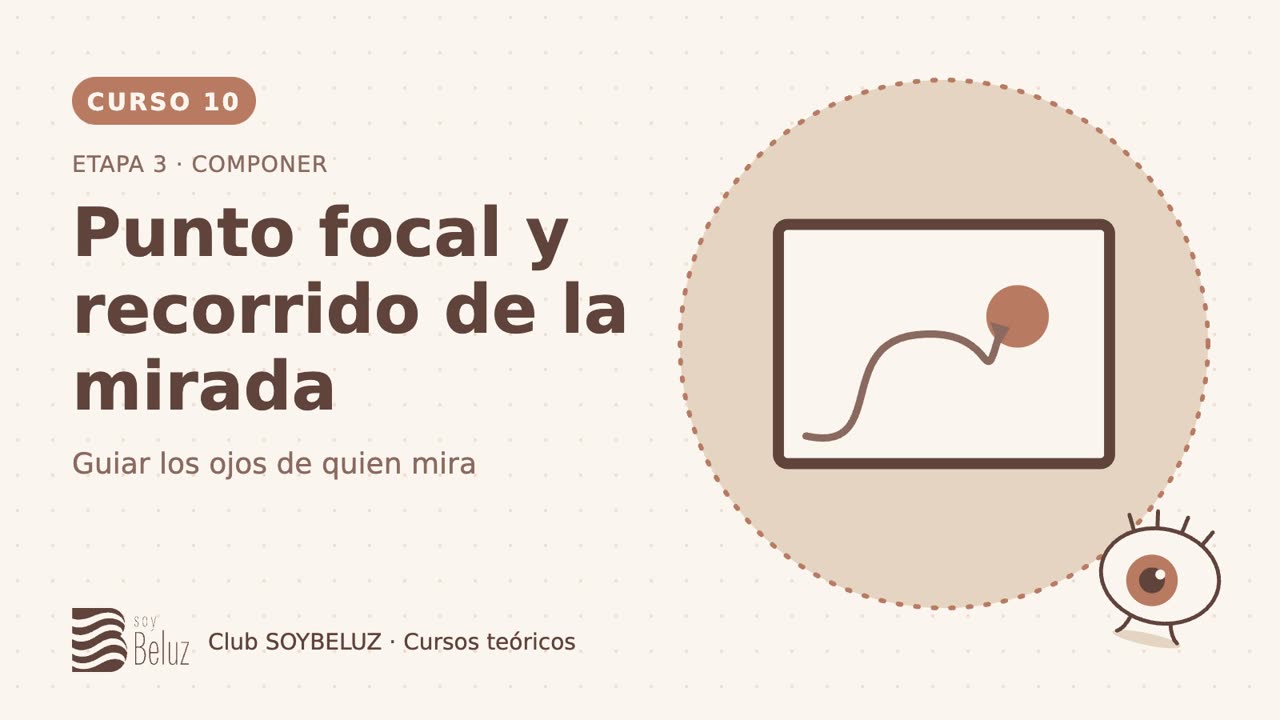 CURSO 10
ETAPA 3 · COMPONER
Punto focal y
recorrido de la
mirada
Guiar los ojos de quien mira
soy
Béluz
Club SOYBELUZ · Cursos teóricos